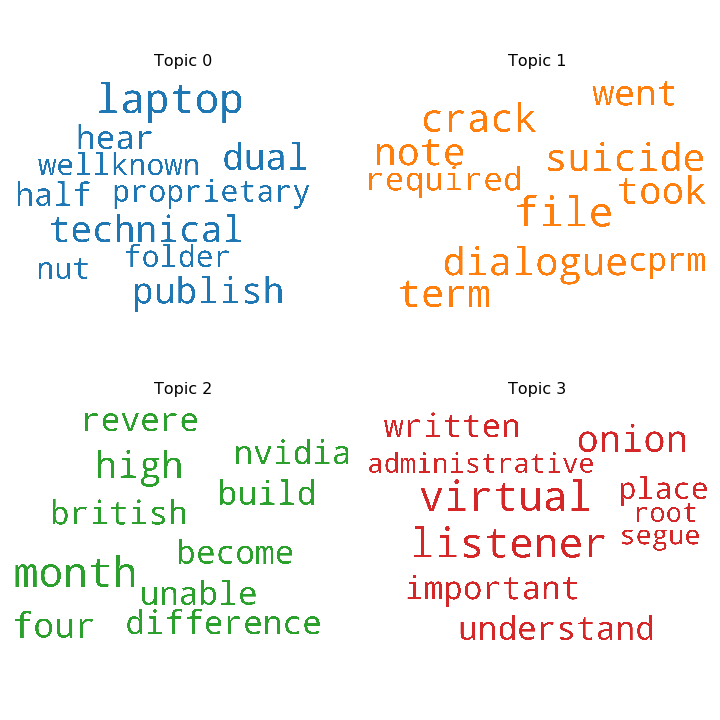 Topic 0
laptop
hear
wellknown
dual
half
proprietary
technical
folder
nut
publish
Topic 1
went
crack
note
suicide
required
took
file
dialogue
cprm
term
Topic 2
revere
nvidia
high
build
british
become
month
unable
four
difference
Topic 3
written
onion
administrative
virtual
place
root
segue
listener
important
understand